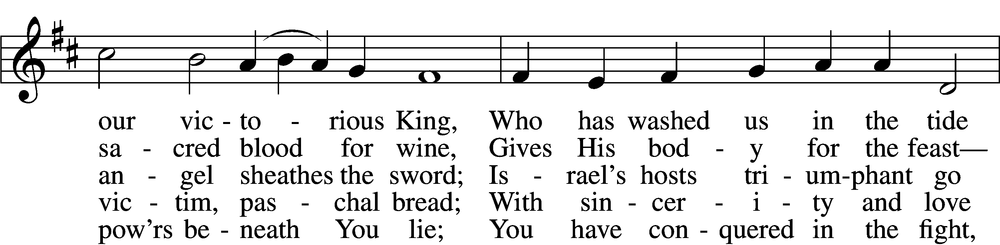 our vic - to - rious King, Who has washed us in the tide
sa - cred blood for wine, Gives His bod - y for the feast—
an - gel sheathes the sword; Is - rael's hosts tri - um-phant go
vic - tim, pas - chal bread; With sin - cer - i - ty and love
pow'rs be - neath You lie; You have con - quered in the fight,